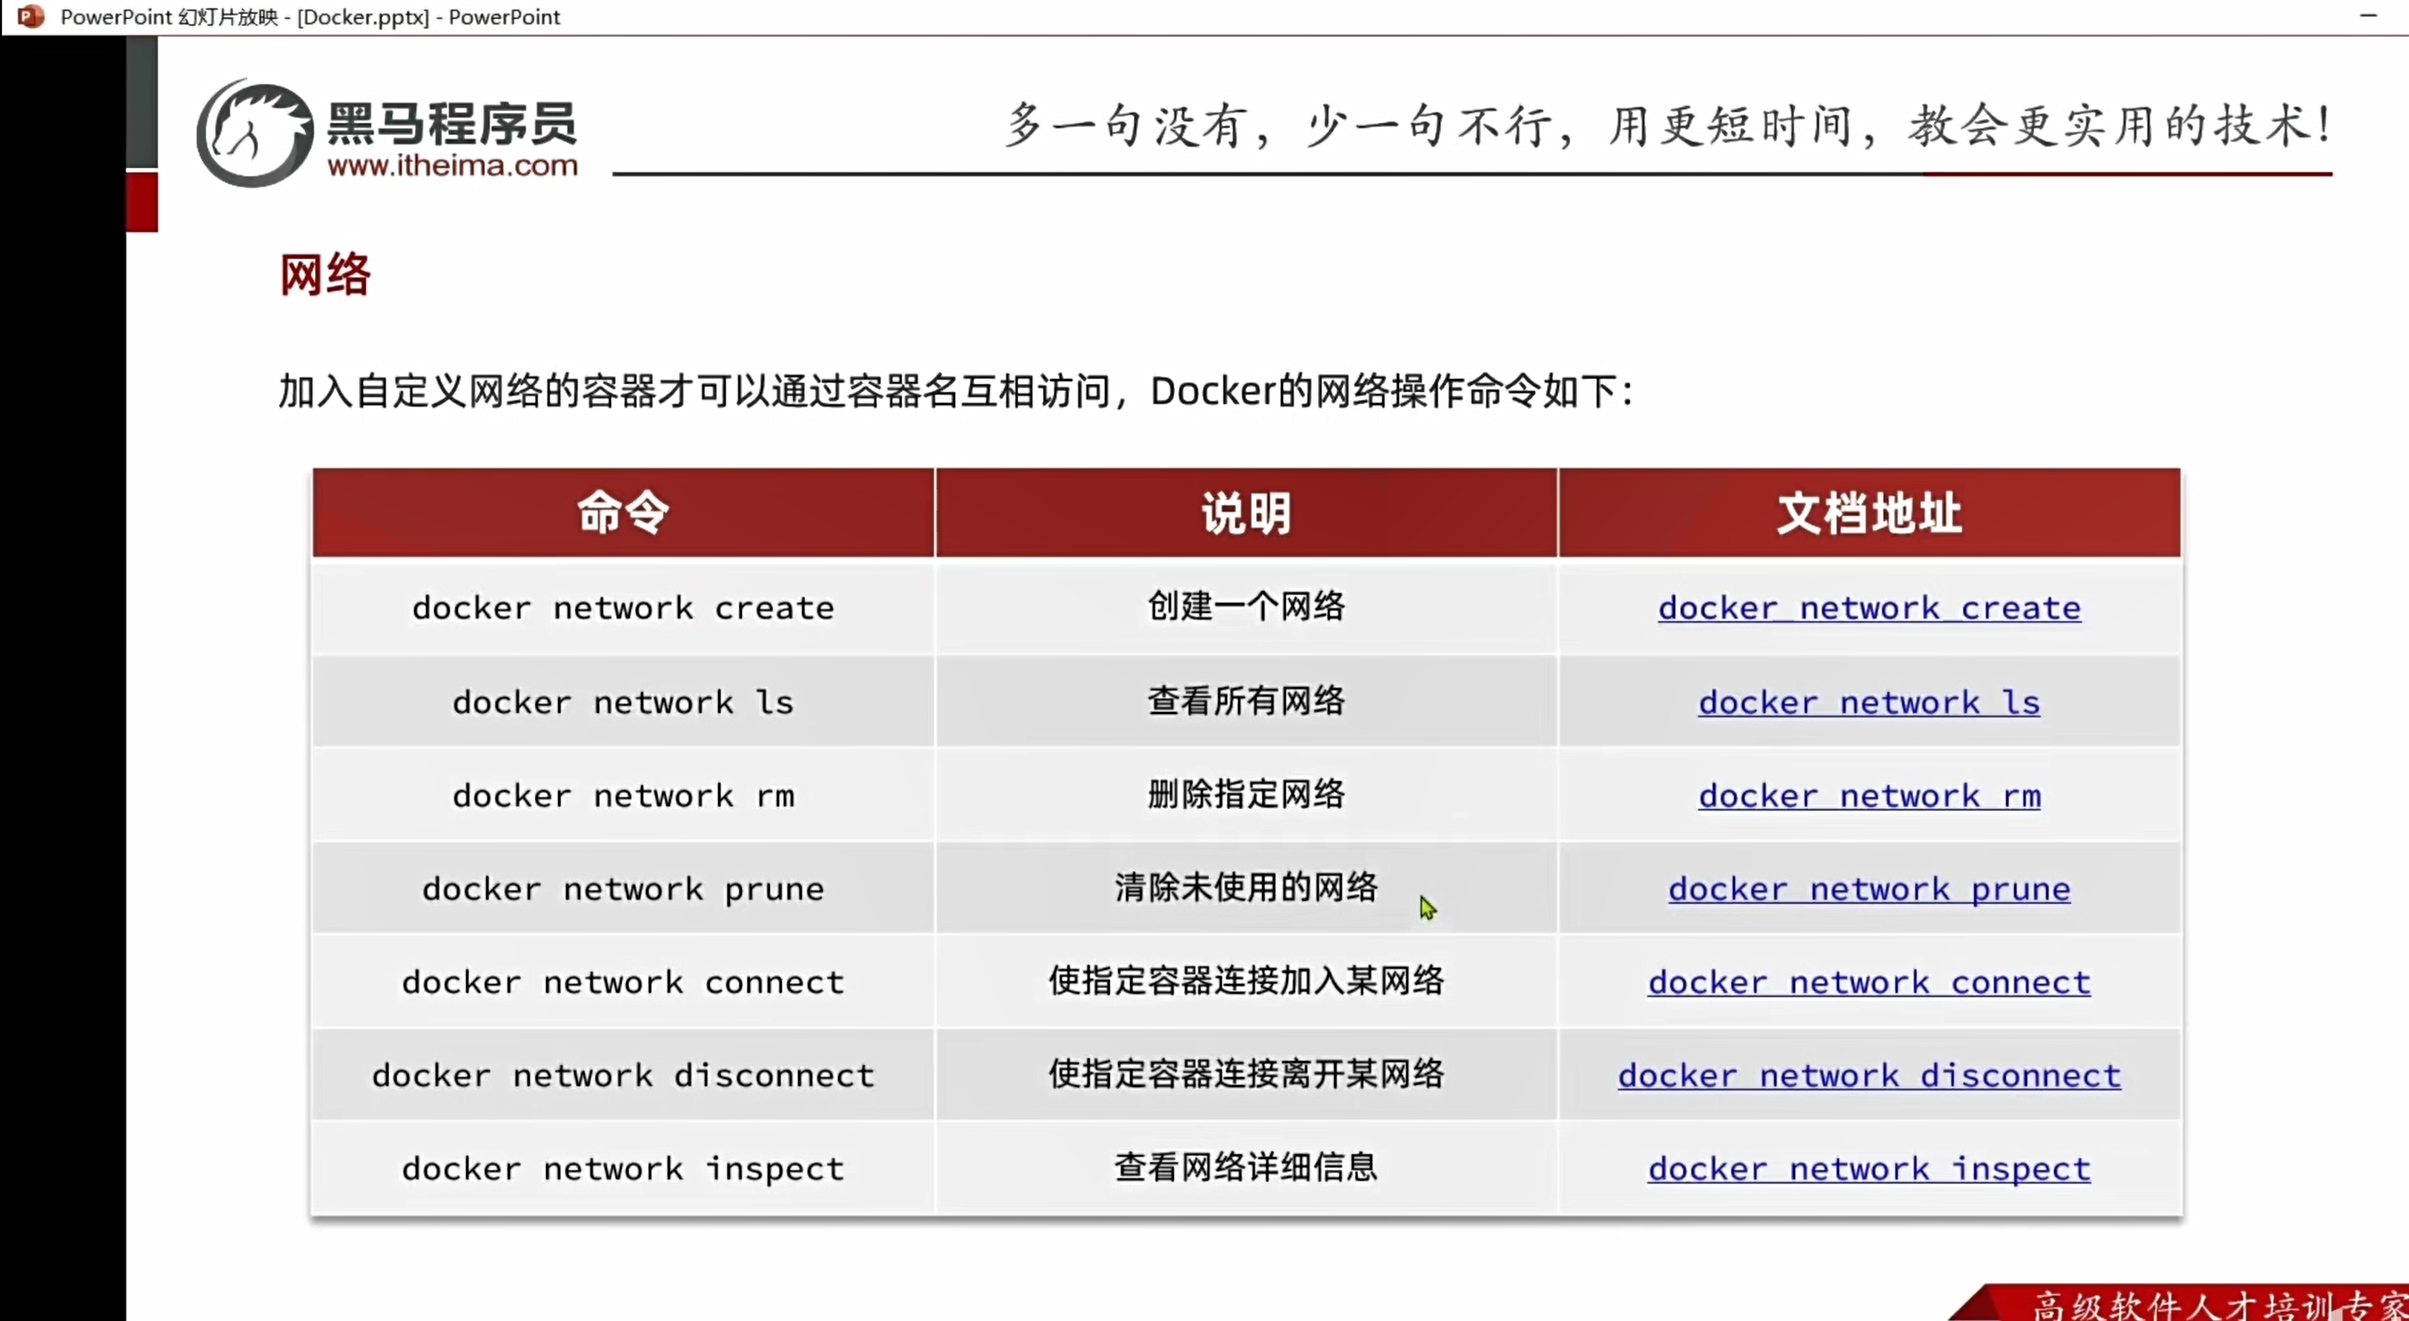 PowerPoint 幻灯片放映 - [Docker.pptx] - PowerPoint
黑马程序员
www.itheima.com
多一句没有，少一句不行，用更短时间，教会更实用的技术！
网络
加入自定义网络的容器才可以通过容器名互相访问，Docker的网络操作命令如下：
命令 说明 文档地址
docker network create 创建一个网络 docker network create
docker network ls 查看所有网络 docker network ls
docker network rm 删除指定网络 docker network rm
docker network prune 清除未使用的网络 docker network prune
docker network connect 使指定容器连接加入某网络 docker network connect
docker network disconnect 使指定容器连接离开某网络 docker network disconnect
docker network inspect 查看网络详细信息 docker network inspect
高级软件人才培训专家